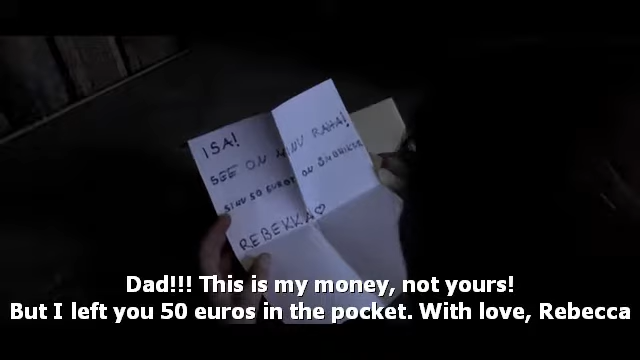 ISA!
SEE ON MINU RAHA!
SINU 50 EUROT ON
REBEKKA♡
Dad!!! This is my money, not yours!
But I left you 50 euros in the pocket. With love, Rebecca